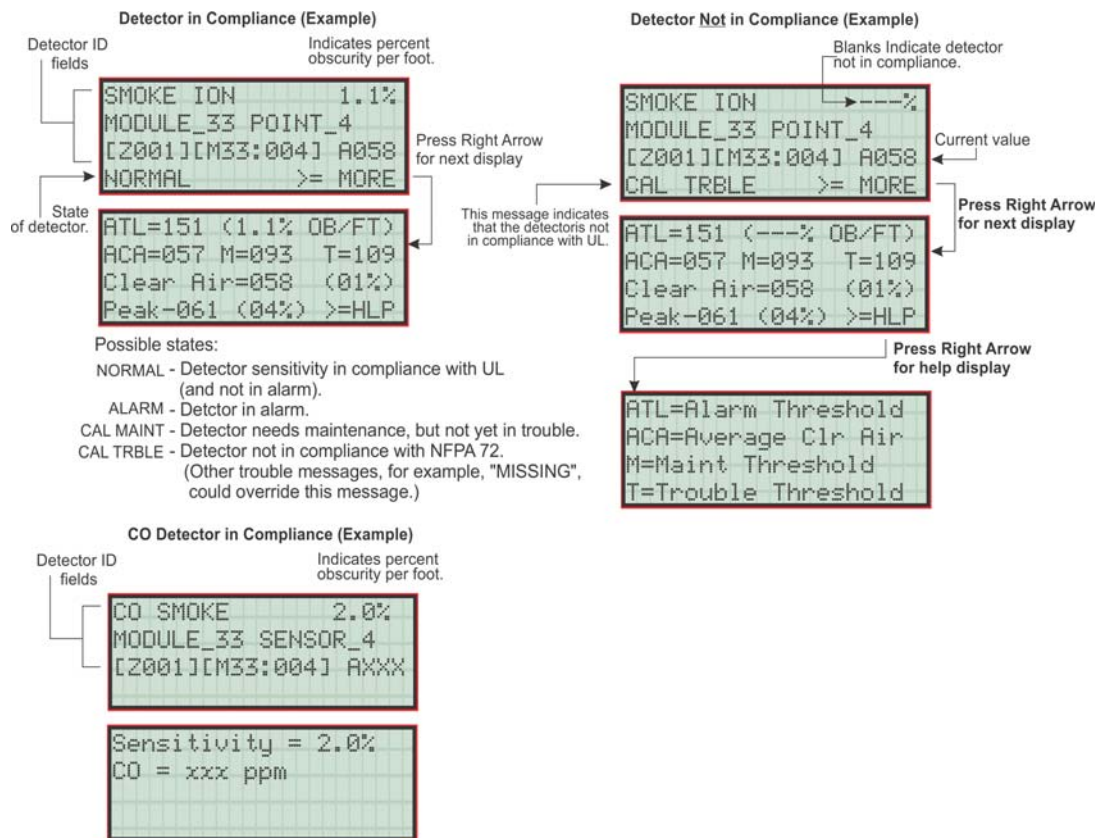 Detector in Compliance (Example)
Detector ID
fields
Indicates percent
obscurity per foot.
SMOKE ION 1.1%
MODULE_33 POINT_4
[Z001][M33:004] A058
NORMAL >= MORE
State
of detector.
Press Right Arrow
for next display
ATL=151 (1.1% OB/FT)
ACA=057 M=093 T=109
Clear Air=058 (01%)
Peak-061 (04%) >=HLP
Possible states:
NORMAL - Detector sensitivity in compliance with UL
(and not in alarm).
ALARM - Detctor in alarm.
CAL MAINT - Detector needs maintenance, but not yet in trouble.
CAL TRBLE - Detector not in compliance with NFPA 72.
(Other trouble messages, for example, "MISSING",
could override this message.)
Detector Not in Compliance (Example)
Blanks Indicate detector
not in compliance.
SMOKE ION ---%
MODULE_33 POINT_4
[Z001][M33:004] A058
CAL TRBLE >= MORE
Current value
This message indicates
that the detectoris not
in compliance with UL.
Press Right Arrow
for next display
ATL=151 (---% OB/FT)
ACA=057 M=093 T=109
Clear Air=058 (01%)
Peak-061 (04%) >=HLP
Press Right Arrow
for help display
ATL=Alarm Threshold
ACA=Average Clr Air
M=Maint Threshold
T=Trouble Threshold
CO Detector in Compliance (Example)
Detector ID
fields
Indicates percent
obscurity per foot.
CO SMOKE 2.0%
MODULE_33 SENSOR_4
[Z001][M33:004] AXXX
Sensitivity = 2.0%
CO = xxx ppm